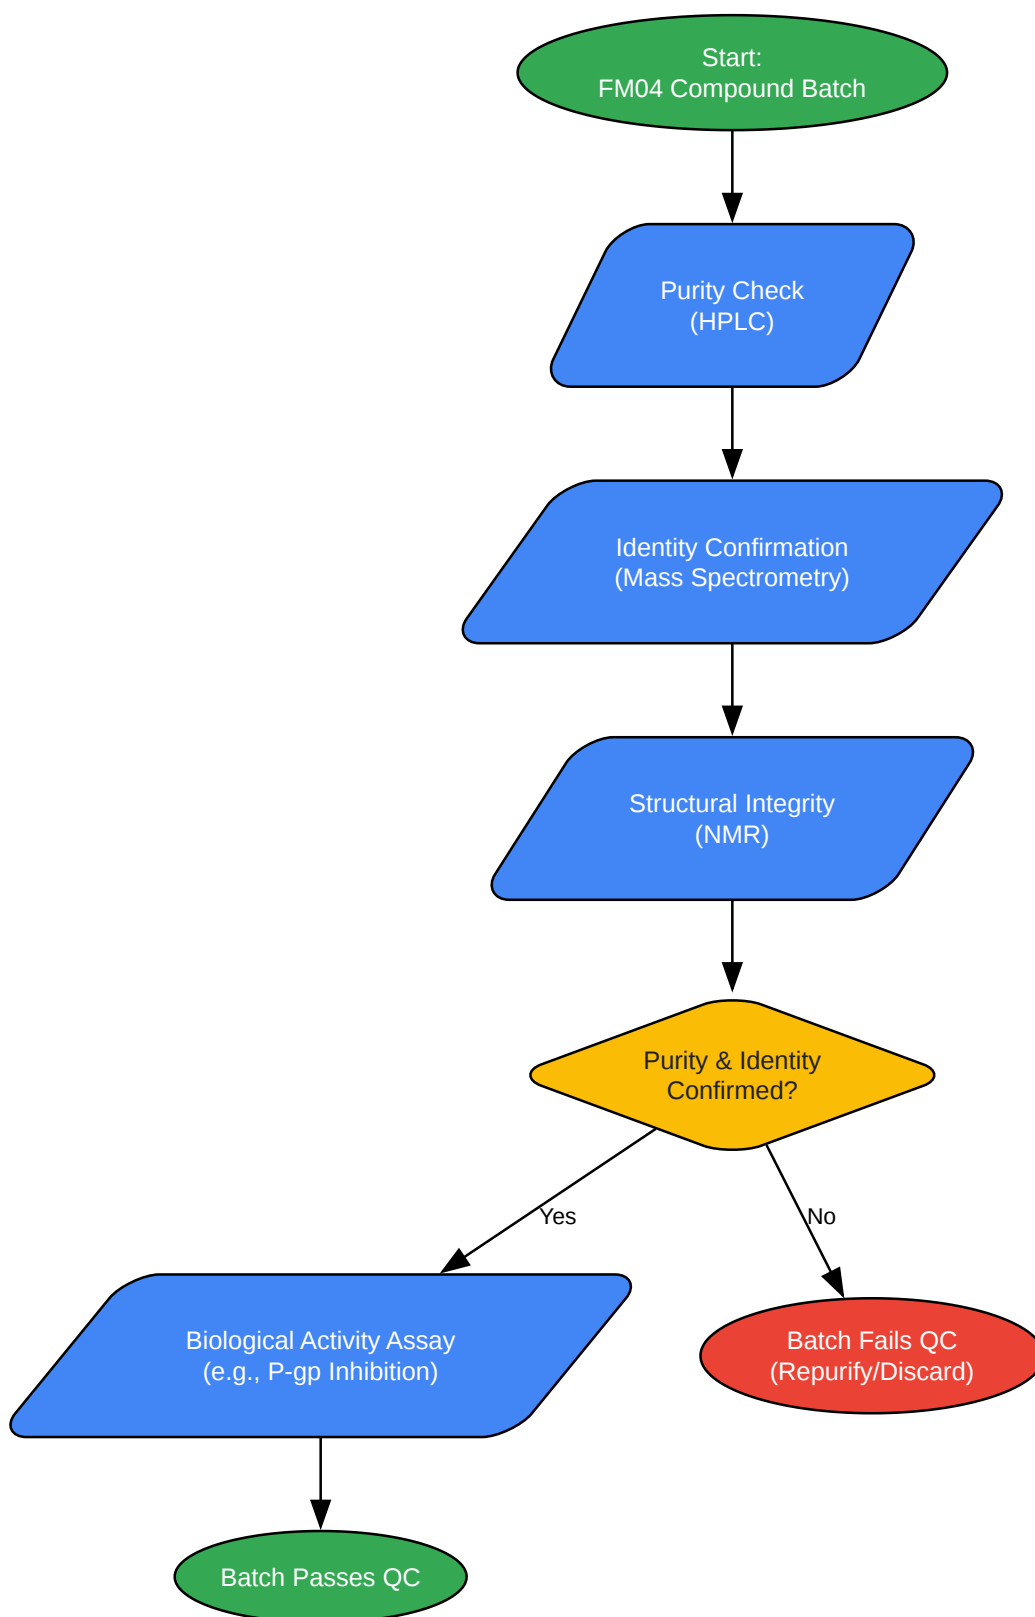 Start:
FM04 Compound Batch
Purity Check
(HPLC)
Identity Confirmation
(Mass Spectrometry)
Structural Integrity
(NMR)
Purity & Identity
Confirmed?
Yes
No
Biological Activity Assay
(e.g., P-gp Inhibition)
Batch Fails QC
(Repurify/Discard)
Batch Passes QC